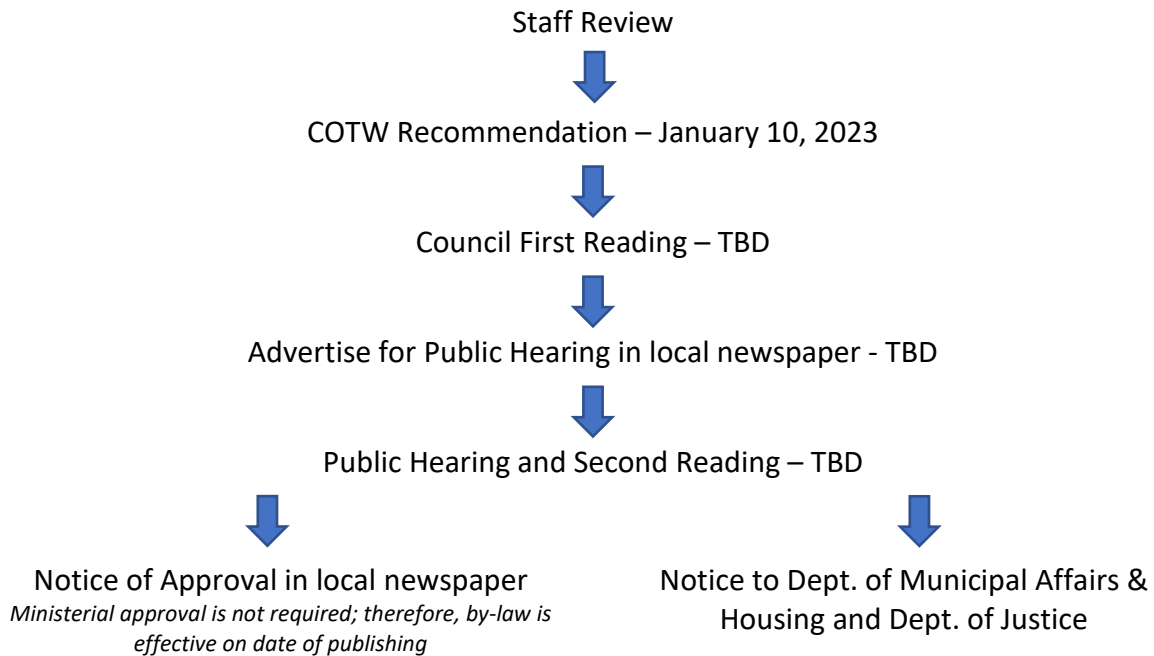 Staff Review
COTW Recommendation – January 10, 2023
Council First Reading – TBD
Advertise for Public Hearing in local newspaper - TBD
Public Hearing and Second Reading – TBD
Notice of Approval in local newspaper
Ministerial approval is not required; therefore, by-law is
effective on date of publishing
Notice to Dept. of Municipal Affairs &
Housing and Dept. of Justice